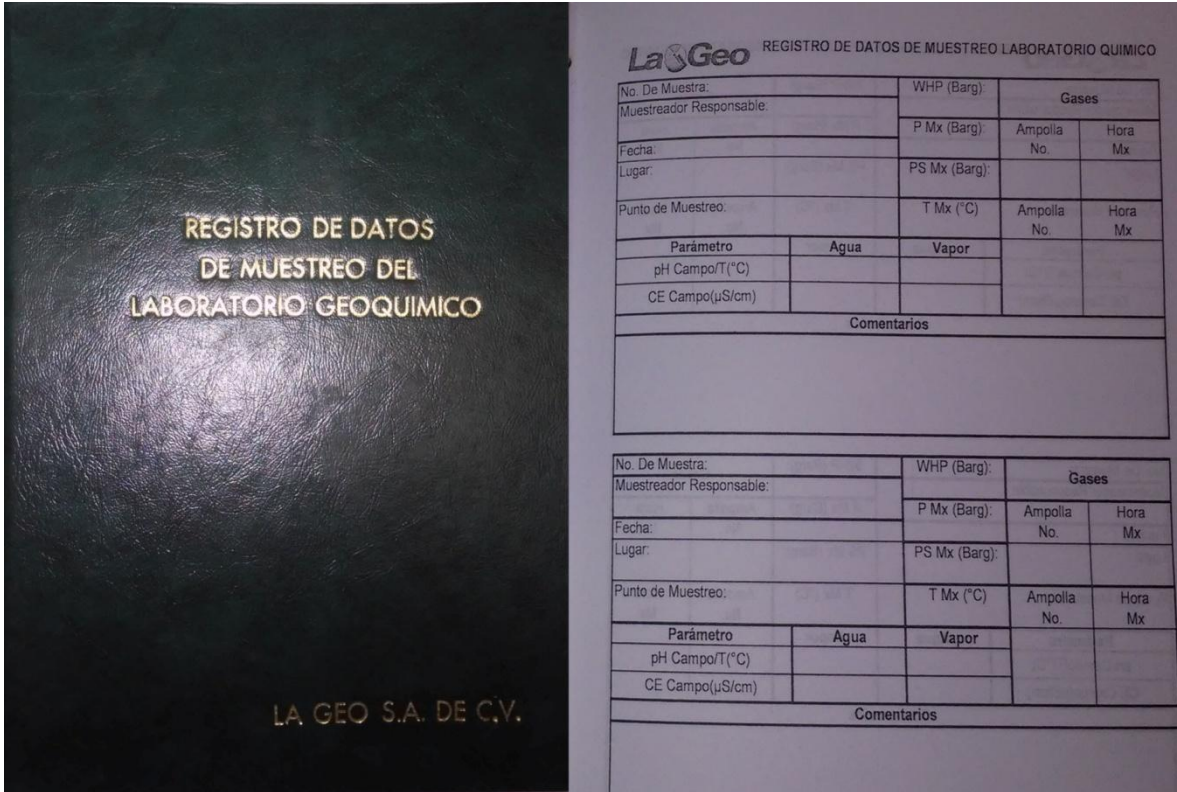 REGISTRO DE DATOS
DE MUESTREO DEL
LABORATORIO GEOQUIMICO
LA GEO S.A. DE C.V.
LaGeo REGISTRO DE DATOS DE MUESTREO LABORATORIO QUIMICO
No. De Muestra: WHP (Barg): Gases
Muestreador Responsable:
P Mx (Barg): Ampolla No. Hora Mx
Fecha:
Lugar: PS Mx (Barg):
Punto de Muestreo: T Mx (°C) Ampolla No. Hora Mx
Parámetro Agua Vapor
pH Campo/T(°C)
CE Campo(µS/cm)
Comentarios
No. De Muestra: WHP (Barg): Gases
Muestreador Responsable:
P Mx (Barg): Ampolla No. Hora Mx
Fecha:
Lugar: PS Mx (Barg):
Punto de Muestreo: T Mx (°C) Ampolla No. Hora Mx
Parámetro Agua Vapor
pH Campo/T(°C)
CE Campo(µS/cm)
Comentarios